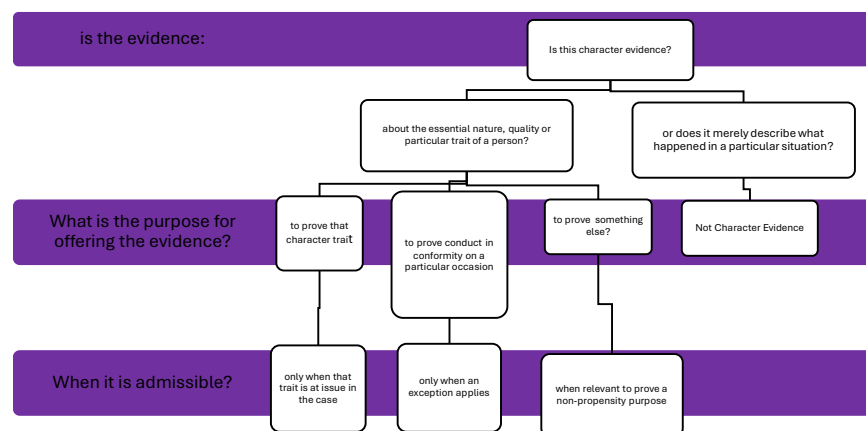 is the evidence:
Is this character evidence?
about the essential nature, quality or
particular trait of a person?
or does it merely describe what
happened in a particular situation?
What is the purpose for
offering the evidence?
to prove that
character trait
to prove conduct in
conformity on a
particular occasion
to prove something
else?
Not Character Evidence
When it is admissible?
only when that
trait is at issue in
the case
only when an
exception applies
when relevant to prove a
non-propensity purpose